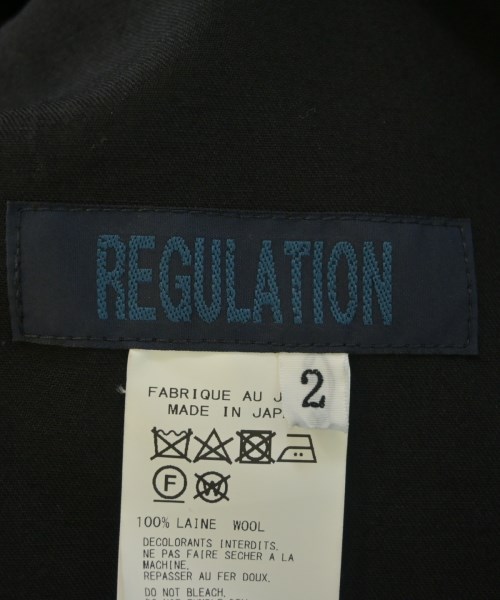 REGULATION
2
FABRIQUE AU
MADE IN
F
W
100% LAINE WOOL
DECOLORANTS INTERDITS.
NE PAS FAIRE SECHER A LA
MACHINE.
REPASSER AU FER DOUX.
DO NOT BLEACH.